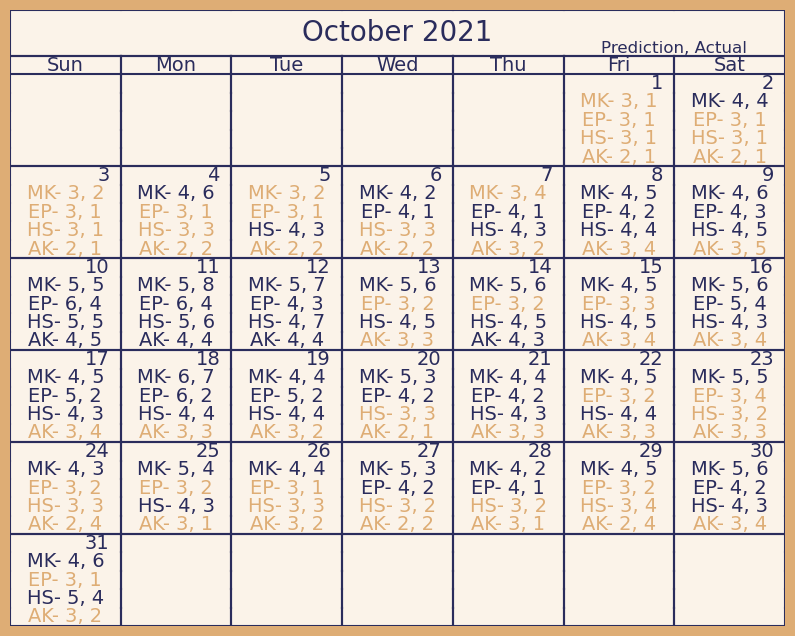 October 2021
Prediction, Actual
Sun Mon Tue Wed Thu Fri Sat
1 2
MK- 3, 1 MK- 4, 4
EP- 3, 1 EP- 3, 1
HS- 3, 1 HS- 3, 1
AK- 2, 1 AK- 2, 1
3 4 5 6 7 8 9
MK- 3, 2 MK- 4, 6 MK- 3, 2 MK- 4, 2 MK- 3, 4 MK- 4, 5 MK- 4, 6
EP- 3, 1 EP- 3, 1 EP- 3, 1 EP- 4, 1 EP- 4, 1 EP- 4, 2 EP- 4, 3
HS- 3, 1 HS- 3, 3 HS- 4, 3 HS- 3, 3 HS- 4, 3 HS- 4, 4 HS- 4, 5
AK- 2, 1 AK- 2, 2 AK- 2, 2 AK- 2, 2 AK- 3, 2 AK- 3, 4 AK- 3, 5
10 11 12 13 14 15 16
MK- 5, 5 MK- 5, 8 MK- 5, 7 MK- 5, 6 MK- 5, 6 MK- 4, 5 MK- 5, 6
EP- 6, 4 EP- 6, 4 EP- 4, 3 EP- 3, 2 EP- 3, 2 EP- 3, 3 EP- 5, 4
HS- 5, 5 HS- 5, 6 HS- 4, 7 HS- 4, 5 HS- 4, 5 HS- 4, 5 HS- 4, 3
AK- 4, 5 AK- 4, 4 AK- 4, 4 AK- 3, 3 AK- 4, 3 AK- 3, 4 AK- 3, 4
17 18 19 20 21 22 23
MK- 4, 5 MK- 6, 7 MK- 4, 4 MK- 5, 3 MK- 4, 4 MK- 4, 5 MK- 5, 5
EP- 5, 2 EP- 6, 2 EP- 5, 2 EP- 4, 2 EP- 4, 2 EP- 3, 2 EP- 3, 4
HS- 4, 3 HS- 4, 4 HS- 4, 4 HS- 3, 3 HS- 4, 3 HS- 4, 4 HS- 3, 2
AK- 3, 4 AK- 3, 3 AK- 3, 2 AK- 2, 1 AK- 3, 3 AK- 3, 3 AK- 3, 3
24 25 26 27 28 29 30
MK- 4, 3 MK- 5, 4 MK- 4, 4 MK- 5, 3 MK- 4, 2 MK- 4, 5 MK- 5, 6
EP- 3, 2 EP- 3, 2 EP- 3, 1 EP- 4, 2 EP- 4, 1 EP- 3, 2 EP- 4, 2
HS- 3, 3 HS- 4, 3 HS- 3, 3 HS- 3, 2 HS- 3, 2 HS- 3, 4 HS- 4, 3
AK- 2, 4 AK- 3, 1 AK- 3, 2 AK- 2, 2 AK- 3, 1 AK- 2, 4 AK- 3, 4
31
MK- 4, 6
EP- 3, 1
HS- 5, 4
AK- 3, 2